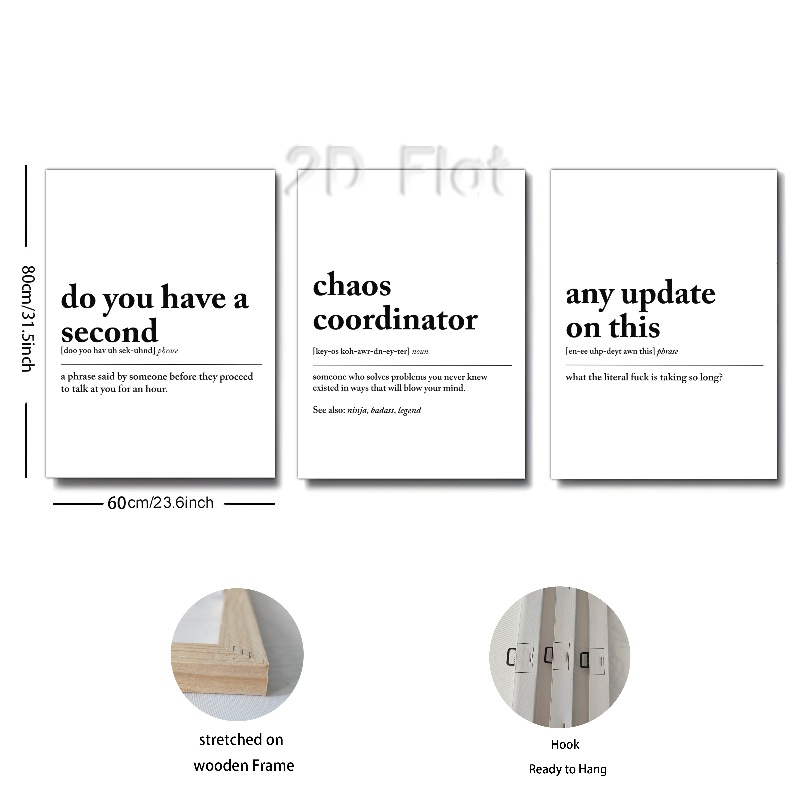 2D Flat
do you have a
second
[doo yoo hav uh sek-uhnd] phrase
a phrase said by someone before they proceed
to talk at you for an hour.
chaos
coordinator
[key-os koh-awr-dn-ey-ter] noun
someone who solves problems you never knew
existed in ways that will blow your mind.
See also: ninja, badass, legend
any update
on this
[en-ee uhp-deyt awn this] phrase
what the literal fuck is taking so long?
80cm/31.5inch
60cm/23.6inch
stretched on
wooden Frame
Hook
Ready to Hang